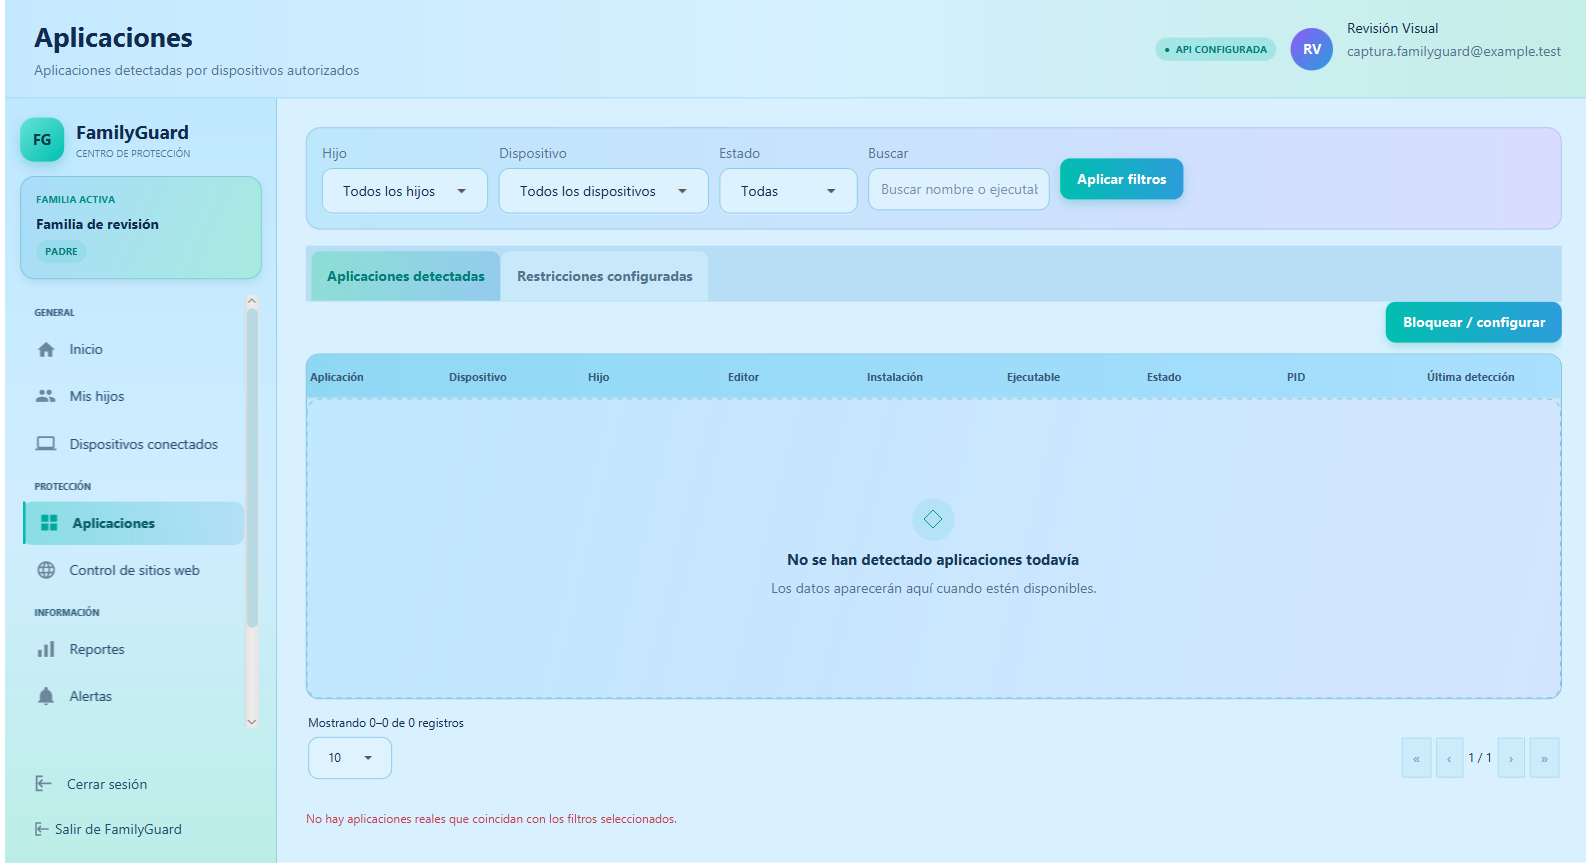 Aplicaciones
Aplicaciones detectadas por dispositivos autorizados
• API CONFIGURADA
RV
Revisión Visual
captura.familyguard@example.test
FG
FamilyGuard
CENTRO DE PROTECCIÓN
FAMILIA ACTIVA
Familia de revisión
PADRE
GENERAL
Inicio
Mis hijos
Dispositivos conectados
PROTECCIÓN
Aplicaciones
Control de sitios web
INFORMACIÓN
Reportes
Alertas
Cerrar sesión
Salir de FamilyGuard
Hijo
Dispositivo
Estado
Buscar
Todos los hijos
Todos los dispositivos
Todas
Buscar nombre o ejecutab
Aplicar filtros
Aplicaciones detectadas
Restricciones configuradas
Bloquear / configurar
Aplicación
Dispositivo
Hijo
Editor
Instalación
Ejecutable
Estado
PID
Última detección
No se han detectado aplicaciones todavía
Los datos aparecerán aquí cuando estén disponibles.
Mostrando 0–0 de 0 registros
10
« ‹ 1 / 1 › »
No hay aplicaciones reales que coincidan con los filtros seleccionados.